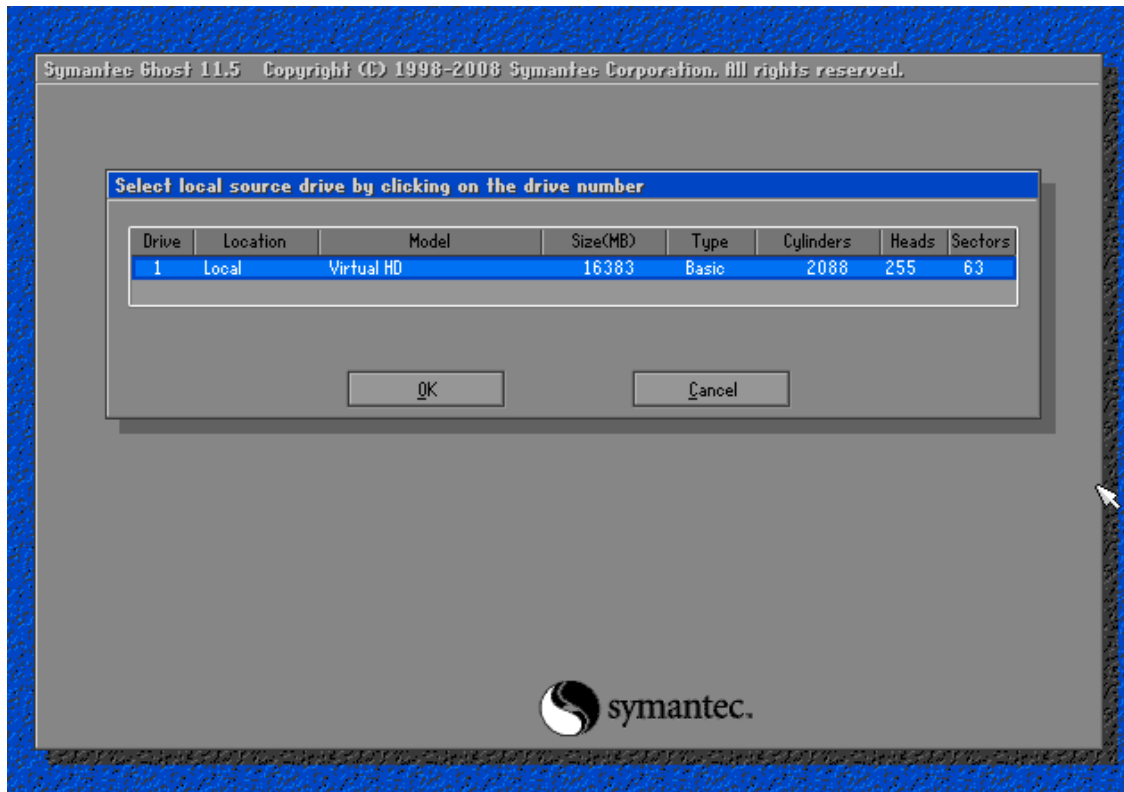 Symantec Ghost 11.5 Copyright (C) 1998-2008 Symantec Corporation. All rights reserved.
Select local source drive by clicking on the drive number
Drive Location Model Size(MB) Type Cylinders Heads Sectors
1 Local Virtual HD 16383 Basic 2088 255 63
OK Cancel
symantec.